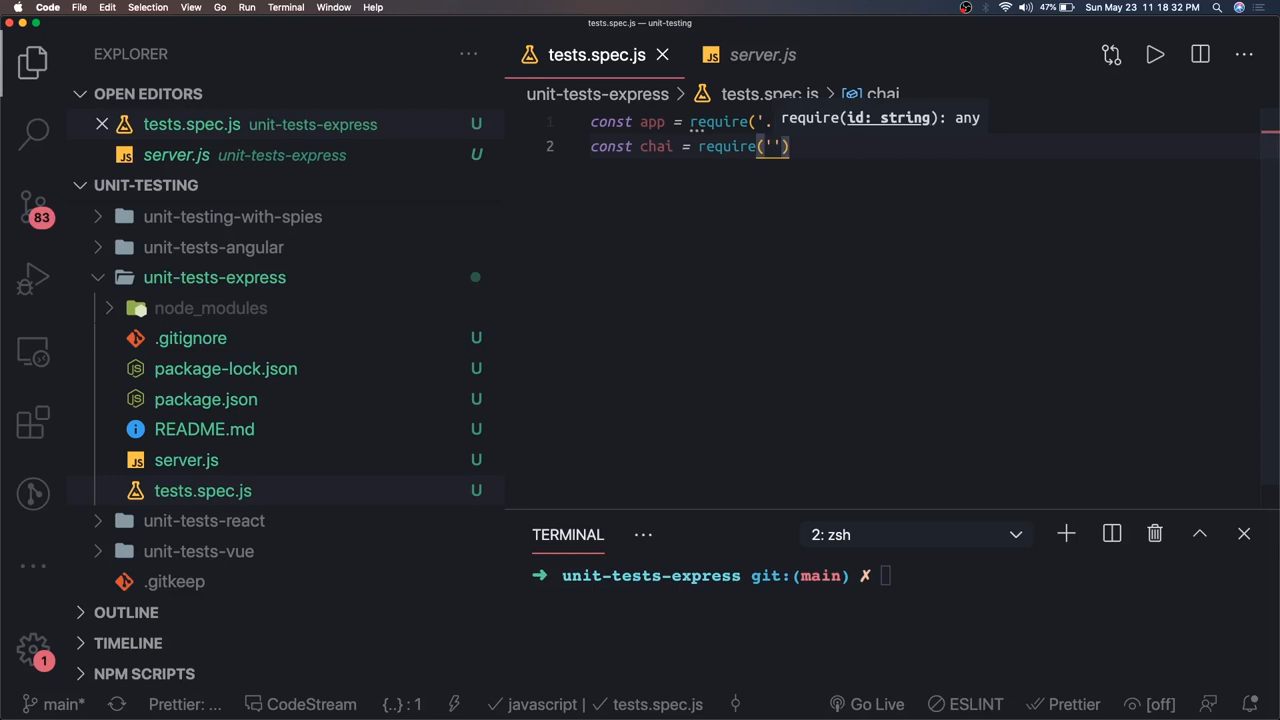 Code File Edit Selection View Go Run Terminal Window Help 47% Sun May 23 11 18 32 PM
tests.spec.js — unit-testing
EXPLORER
tests.spec.js
JS server.js
OPEN EDITORS
unit-tests-express > tests.spec.js > chai
tests.spec.js unit-tests-express U
JS server.js unit-tests-express U
1 const app = require('.
require(id: string): any
2 const chai = require('')
UNIT-TESTING
83
unit-testing-with-spies
unit-tests-angular
unit-tests-express
node_modules
.gitignore U
package-lock.json U
package.json U
README.md U
JS server.js U
tests.spec.js U
unit-tests-react
unit-tests-vue
.gitkeep
OUTLINE
TIMELINE
NPM SCRIPTS
1
TERMINAL ...
2: zsh
➜ unit-tests-express git:(main) ✗
main* Prettier: ... CodeStream {..} : 1 javascript | tests.spec.js Go Live ESLINT Prettier [off]